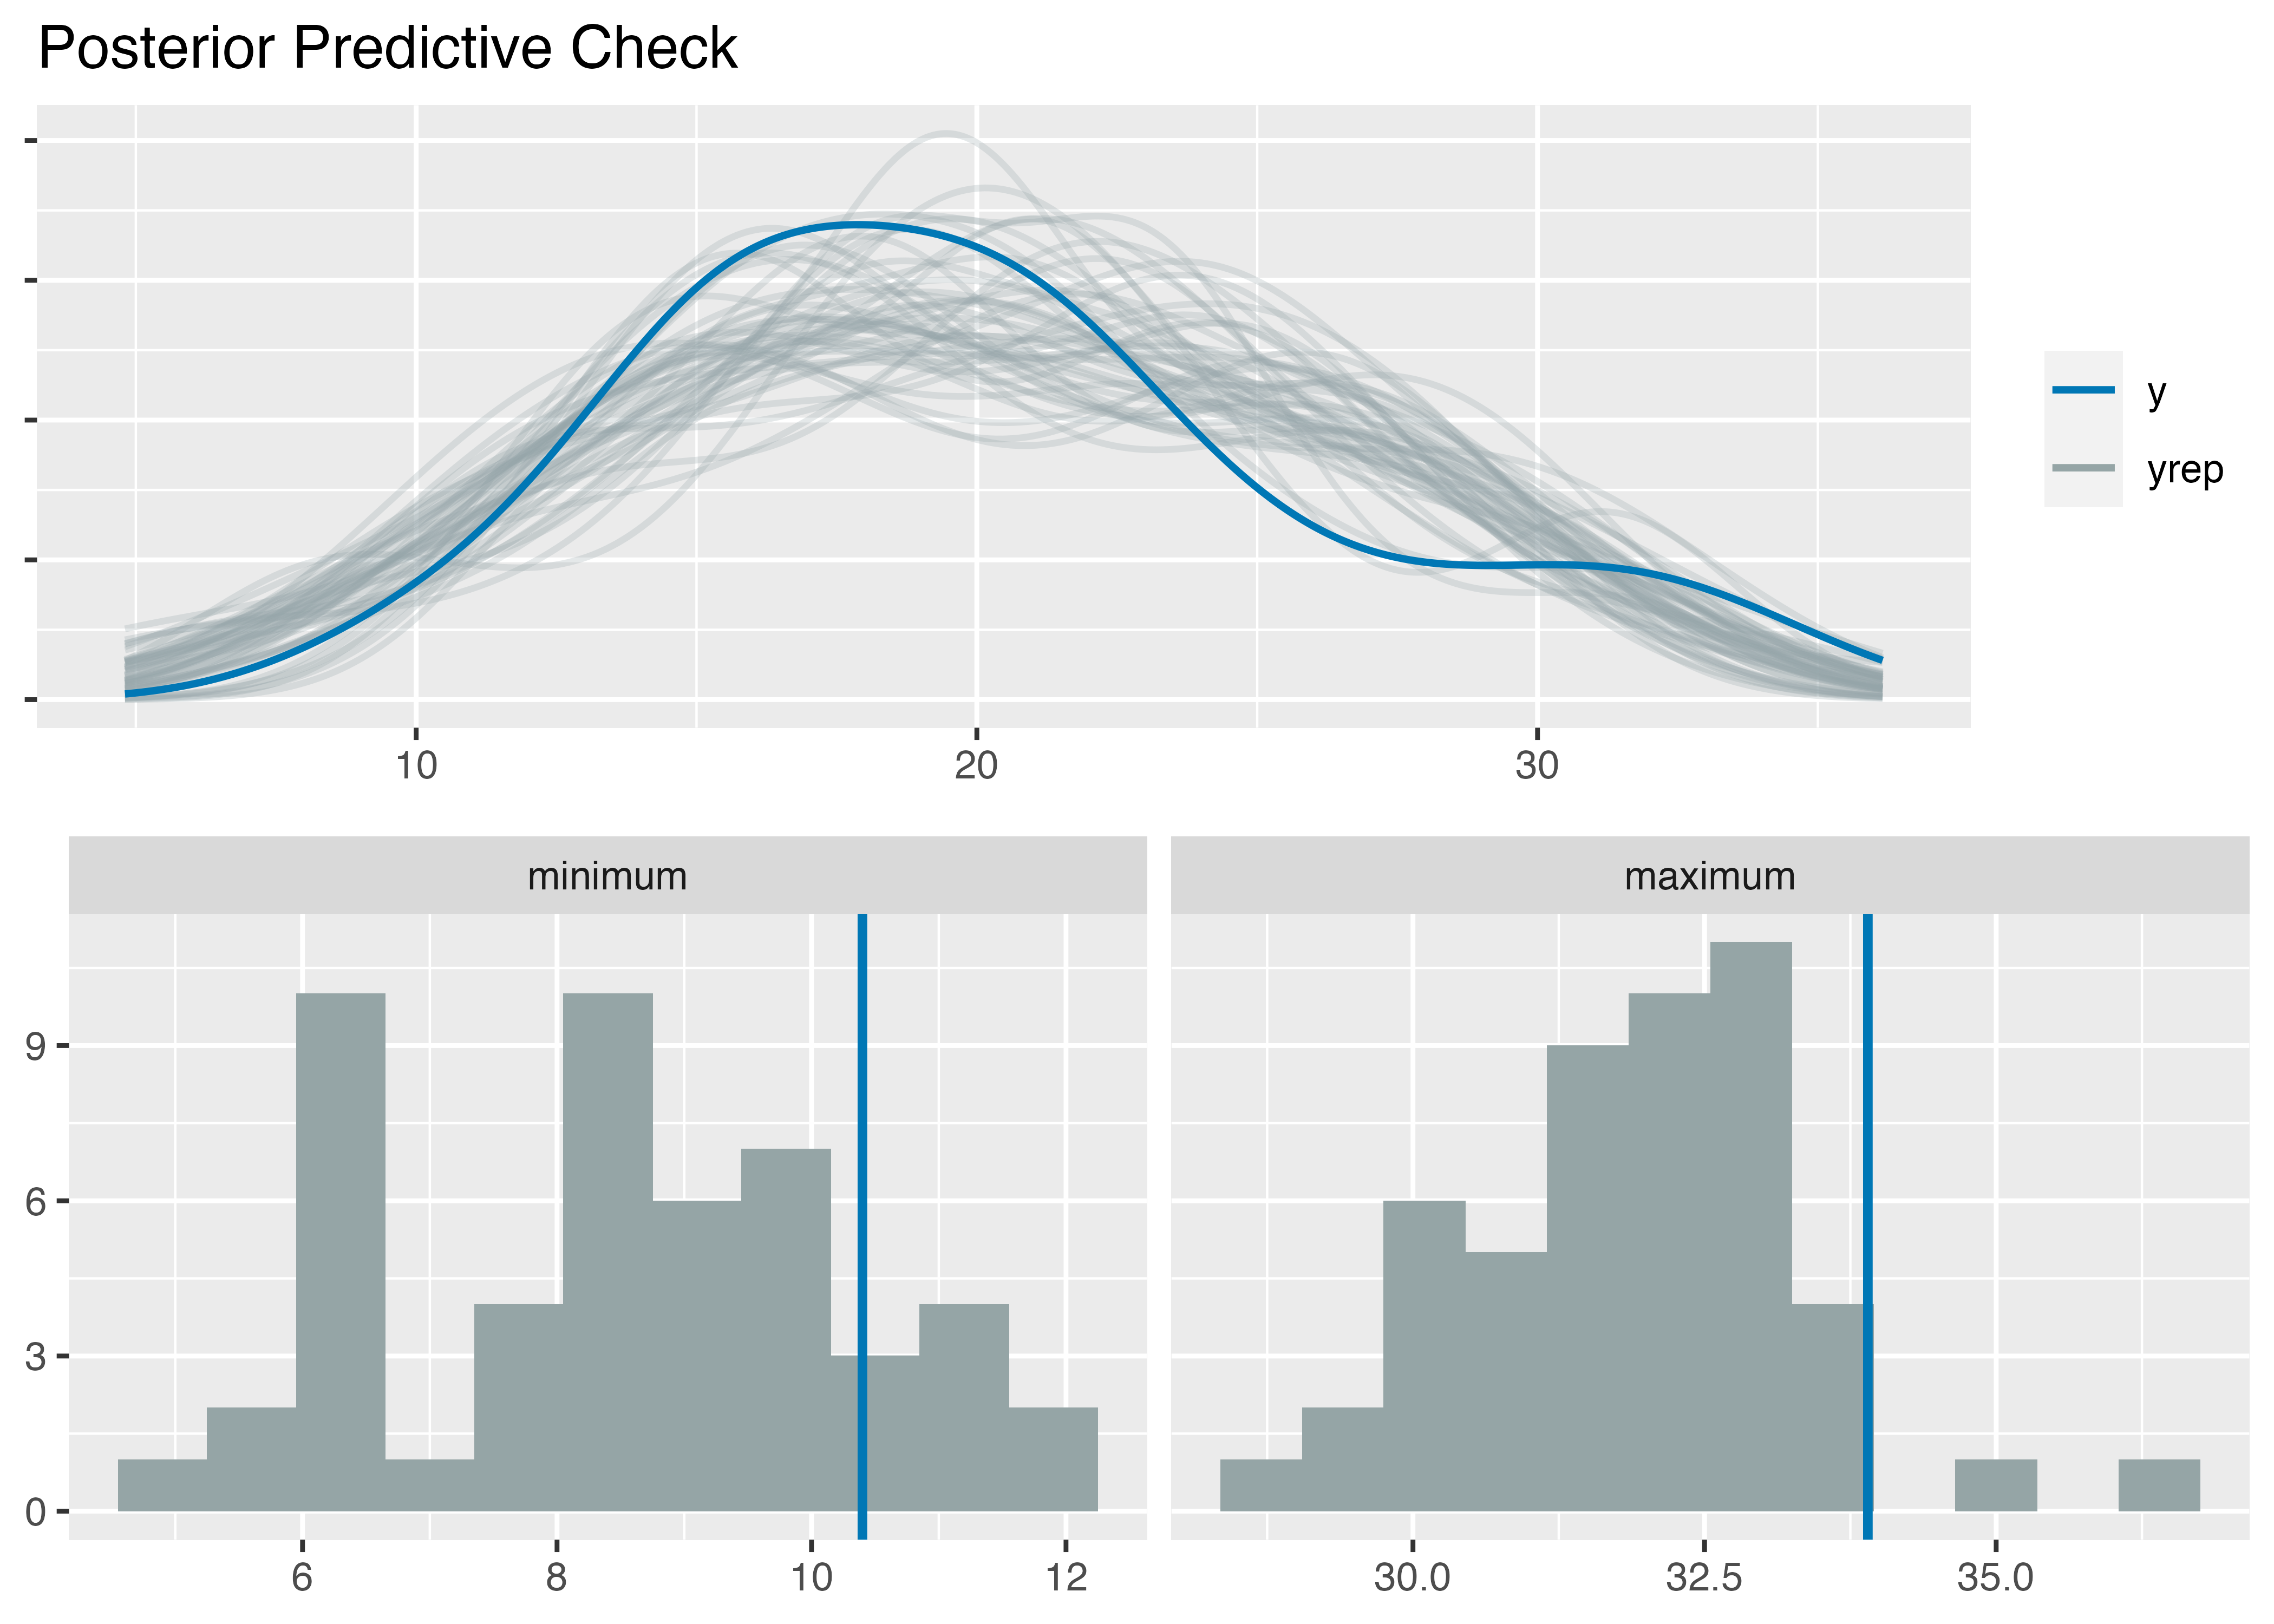 Posterior Predictive Check
y
yrep
10 20 30
minimum maximum
9
6
3
0
6 8 10 12 30.0 32.5 35.0